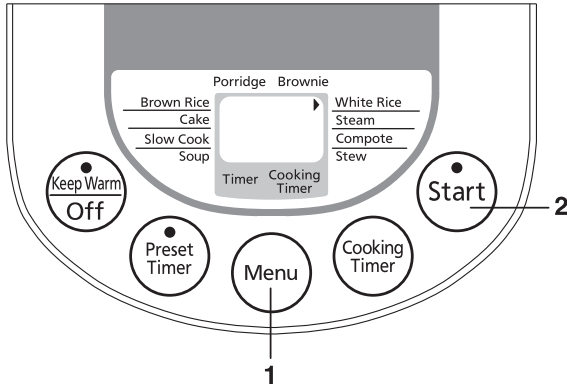 Porridge Brownie
Brown Rice
White Rice
Cake
Steam
Slow Cook
Compote
Soup
Stew
Timer
Cooking
Timer
Keep Warm
Off
Start
2
Preset
Timer
Menu
Cooking
Timer
1